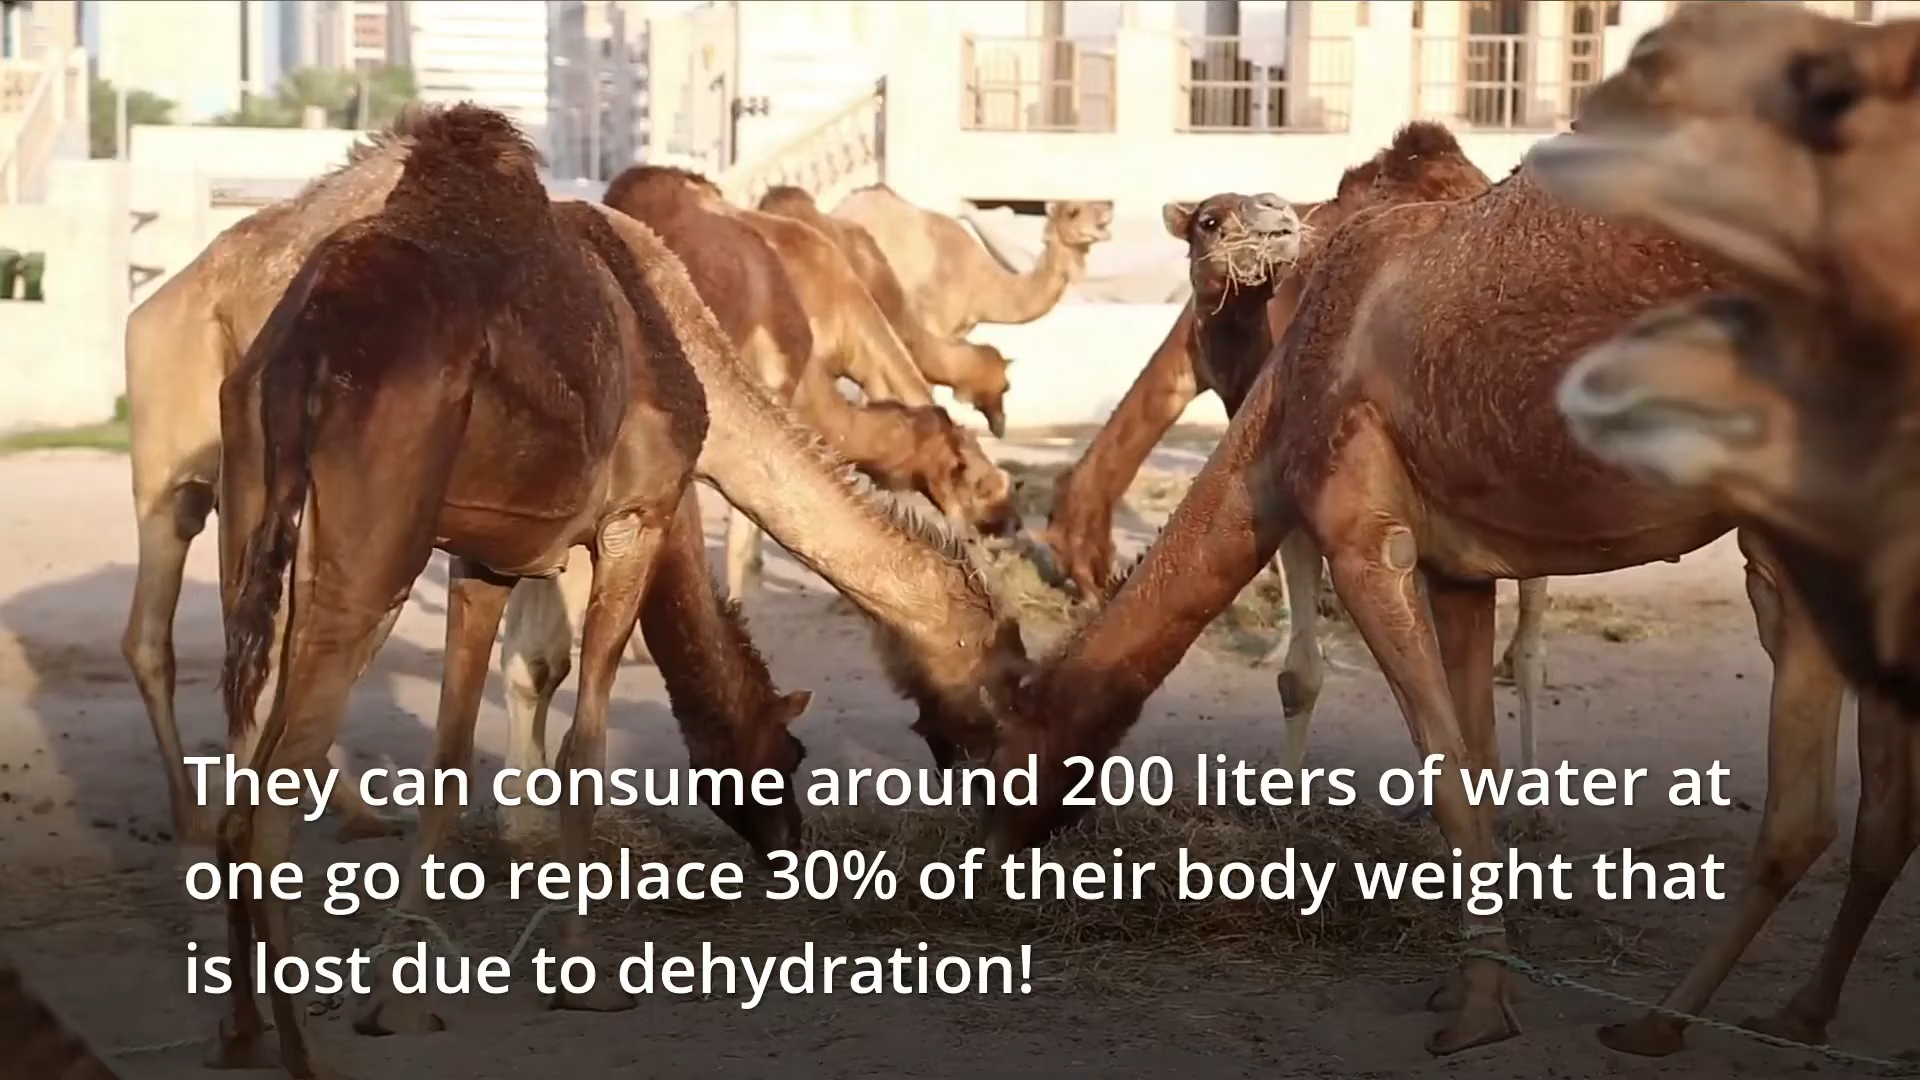 They can consume around 200 liters of water at
one go to replace 30% of their body weight that
is lost due to dehydration!